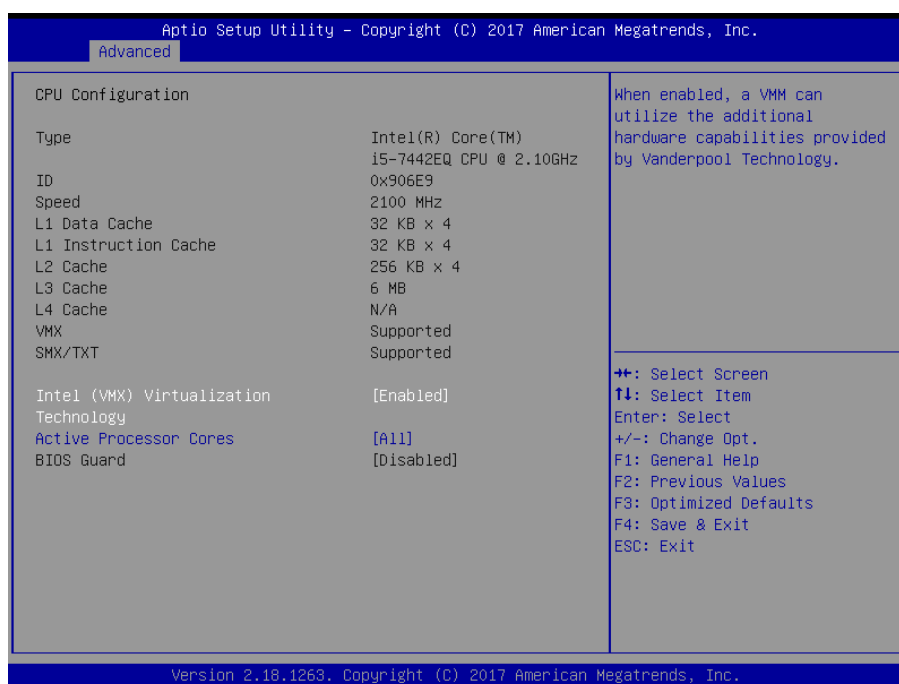 Aptio Setup Utility – Copyright (C) 2017 American Megatrends, Inc.
Advanced
CPU Configuration
Type Intel(R) Core(TM)
i5-7442EQ CPU @ 2.10GHz
ID 0x906E9
Speed 2100 MHz
L1 Data Cache 32 KB x 4
L1 Instruction Cache 32 KB x 4
L2 Cache 256 KB x 4
L3 Cache 6 MB
L4 Cache N/A
VMX Supported
SMX/TXT Supported
Intel (VMX) Virtualization [Enabled]
Technology
Active Processor Cores [All]
BIOS Guard [Disabled]
When enabled, a VMM can
utilize the additional
hardware capabilities provided
by Vanderpool Technology.
→←: Select Screen
↑↓: Select Item
Enter: Select
+/-: Change Opt.
F1: General Help
F2: Previous Values
F3: Optimized Defaults
F4: Save & Exit
ESC: Exit
Version 2.18.1263. Copyright (C) 2017 American Megatrends, Inc.